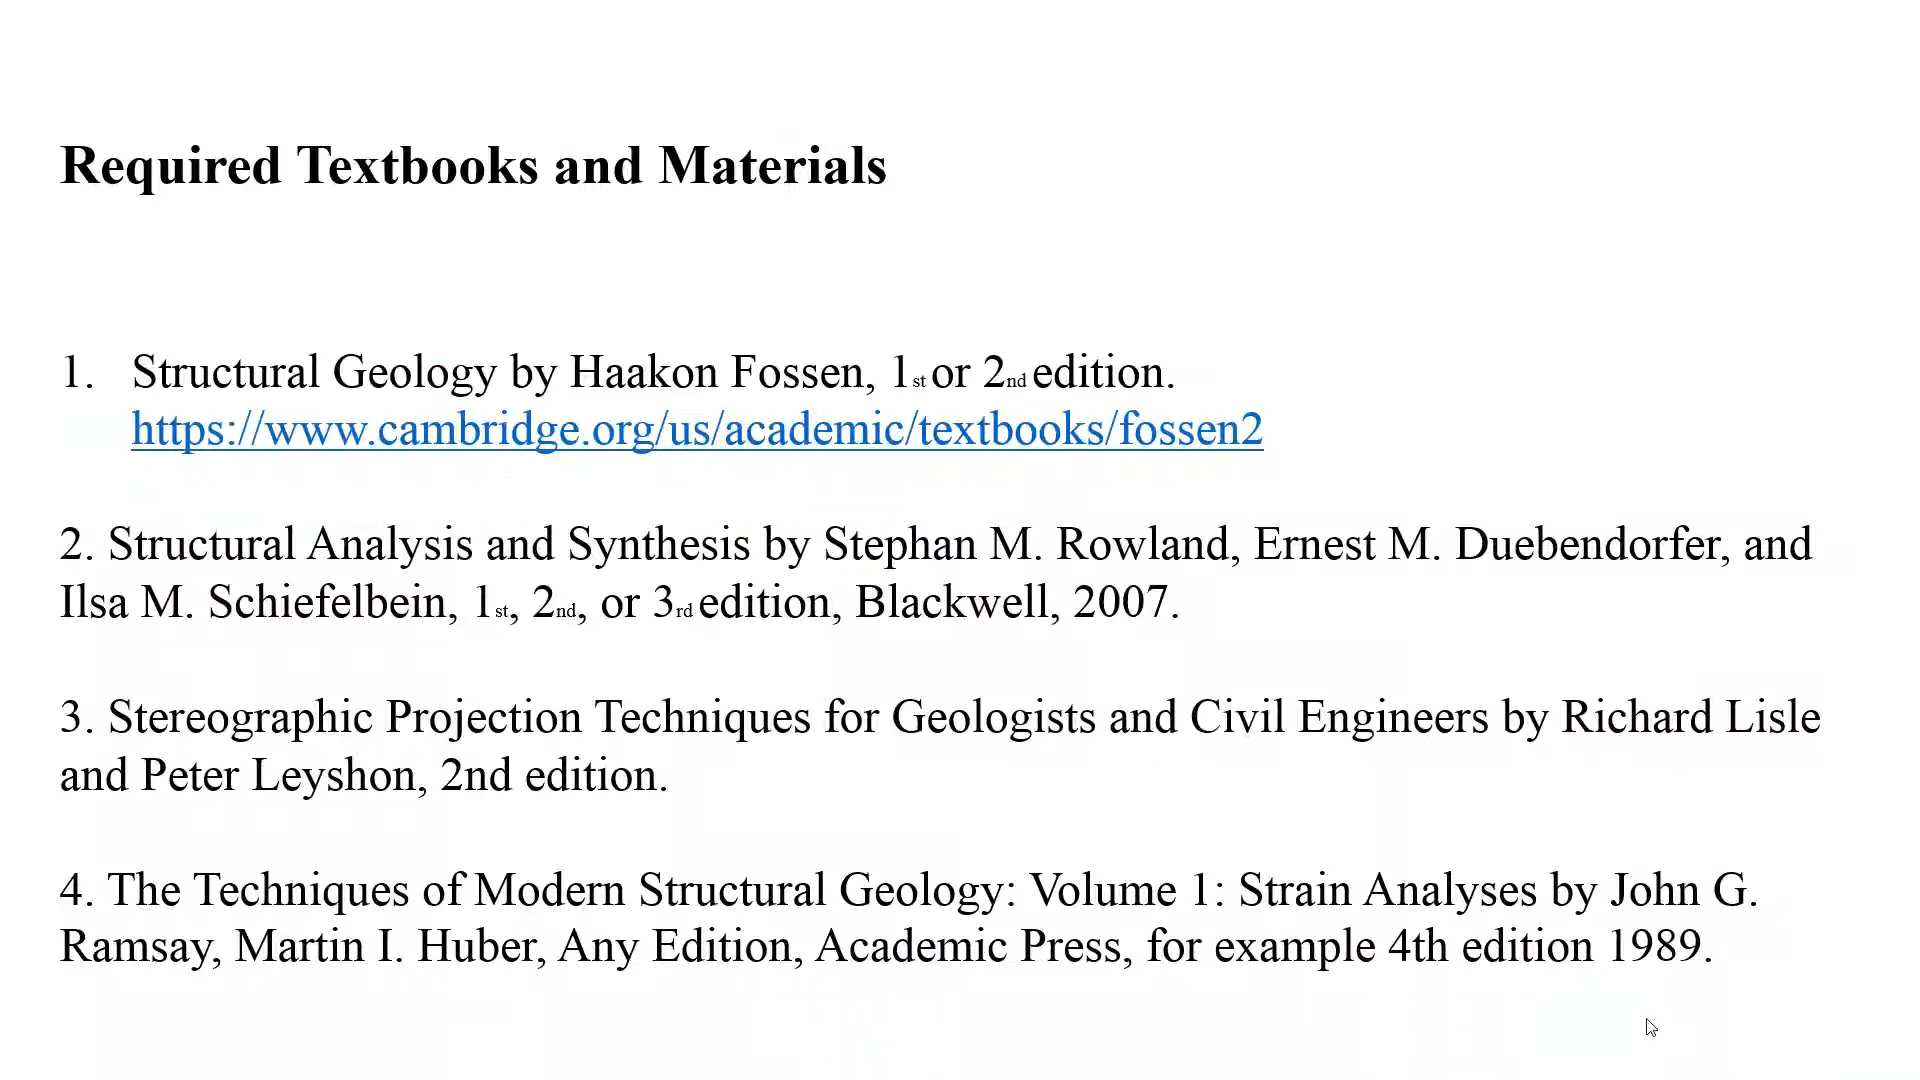 Required Textbooks and Materials
1. Structural Geology by Haakon Fossen, 1st or 2nd edition.
https://www.cambridge.org/us/academic/textbooks/fossen2
2. Structural Analysis and Synthesis by Stephan M. Rowland, Ernest M. Duebendorfer, and
Ilsa M. Schiefelbein, 1st, 2nd, or 3rd edition, Blackwell, 2007.
3. Stereographic Projection Techniques for Geologists and Civil Engineers by Richard Lisle
and Peter Leyshon, 2nd edition.
4. The Techniques of Modern Structural Geology: Volume 1: Strain Analyses by John G.
Ramsay, Martin I. Huber, Any Edition, Academic Press, for example 4th edition 1989.